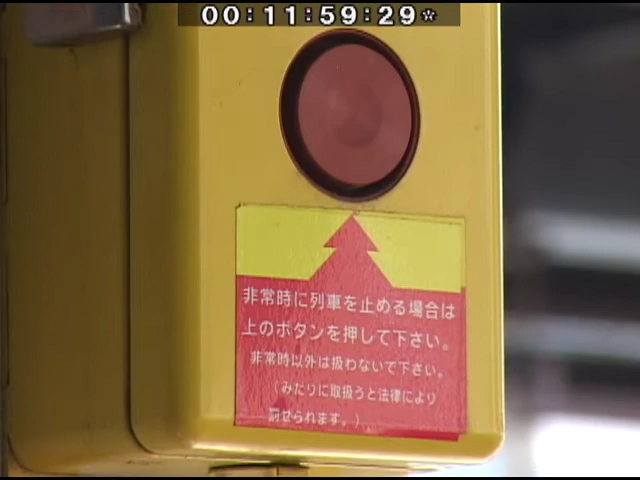 00:11:59:29*
非常時に列車を止める場合は
上のボタンを押して下さい。
非常時以外は扱わないで下さい。
（みだりに取扱うと法律により
罰せられます。）